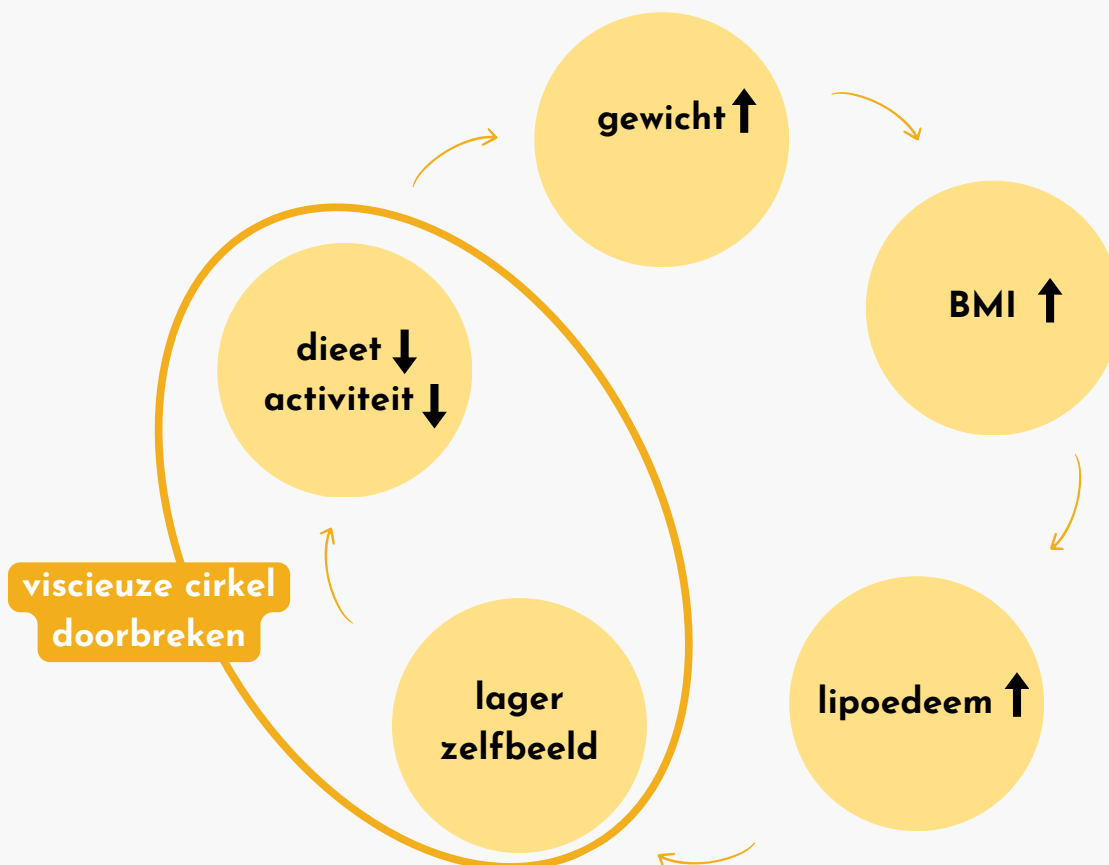 gewicht
BMI
dieet
activiteit
viscieuze cirkel
doorbreken
lager
zelfbeeld
lipoedeem